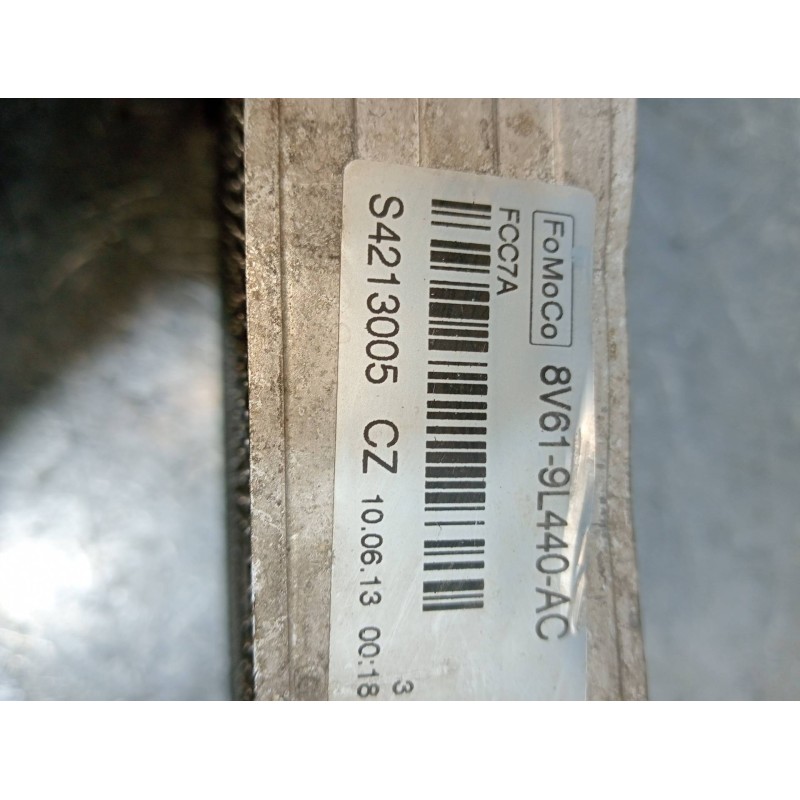 FoMoCo 8V61-9L440-AC
FCC7A
S4213005 CZ 10.06.13 00:18
3